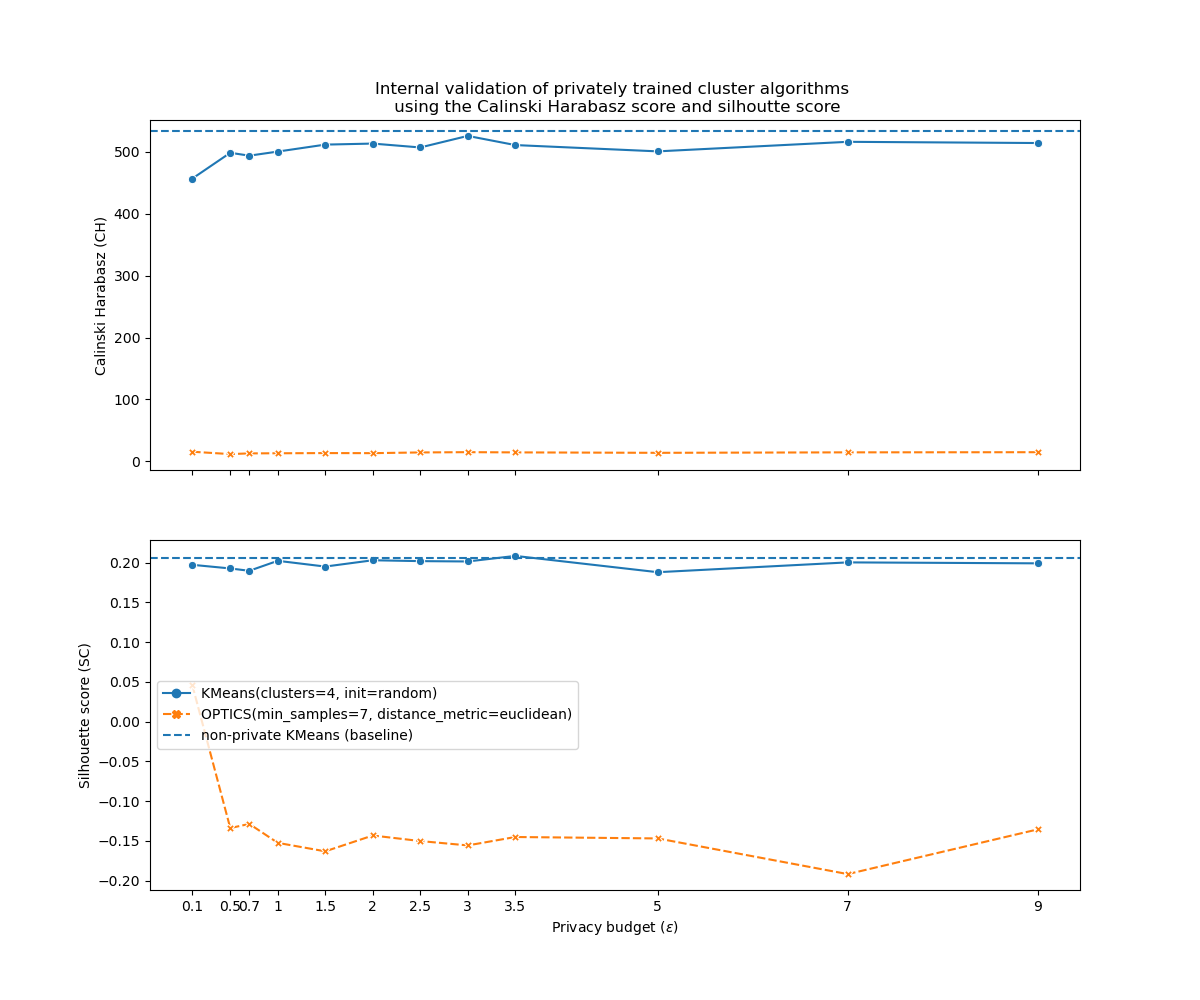 Internal validation of privately trained cluster algorithms
using the Calinski Harabasz score and silhoutte score
Calinski Harabasz (CH)
500
400
300
200
100
0
Silhouette score (SC)
0.20
0.15
0.10
0.05
0.00
−0.05
−0.10
−0.15
−0.20
KMeans(clusters=4, init=random)
OPTICS(min_samples=7, distance_metric=euclidean)
non-private KMeans (baseline)
0.1 0.5 0.7 1 1.5 2 2.5 3 3.5 5 7 9
Privacy budget (ε)